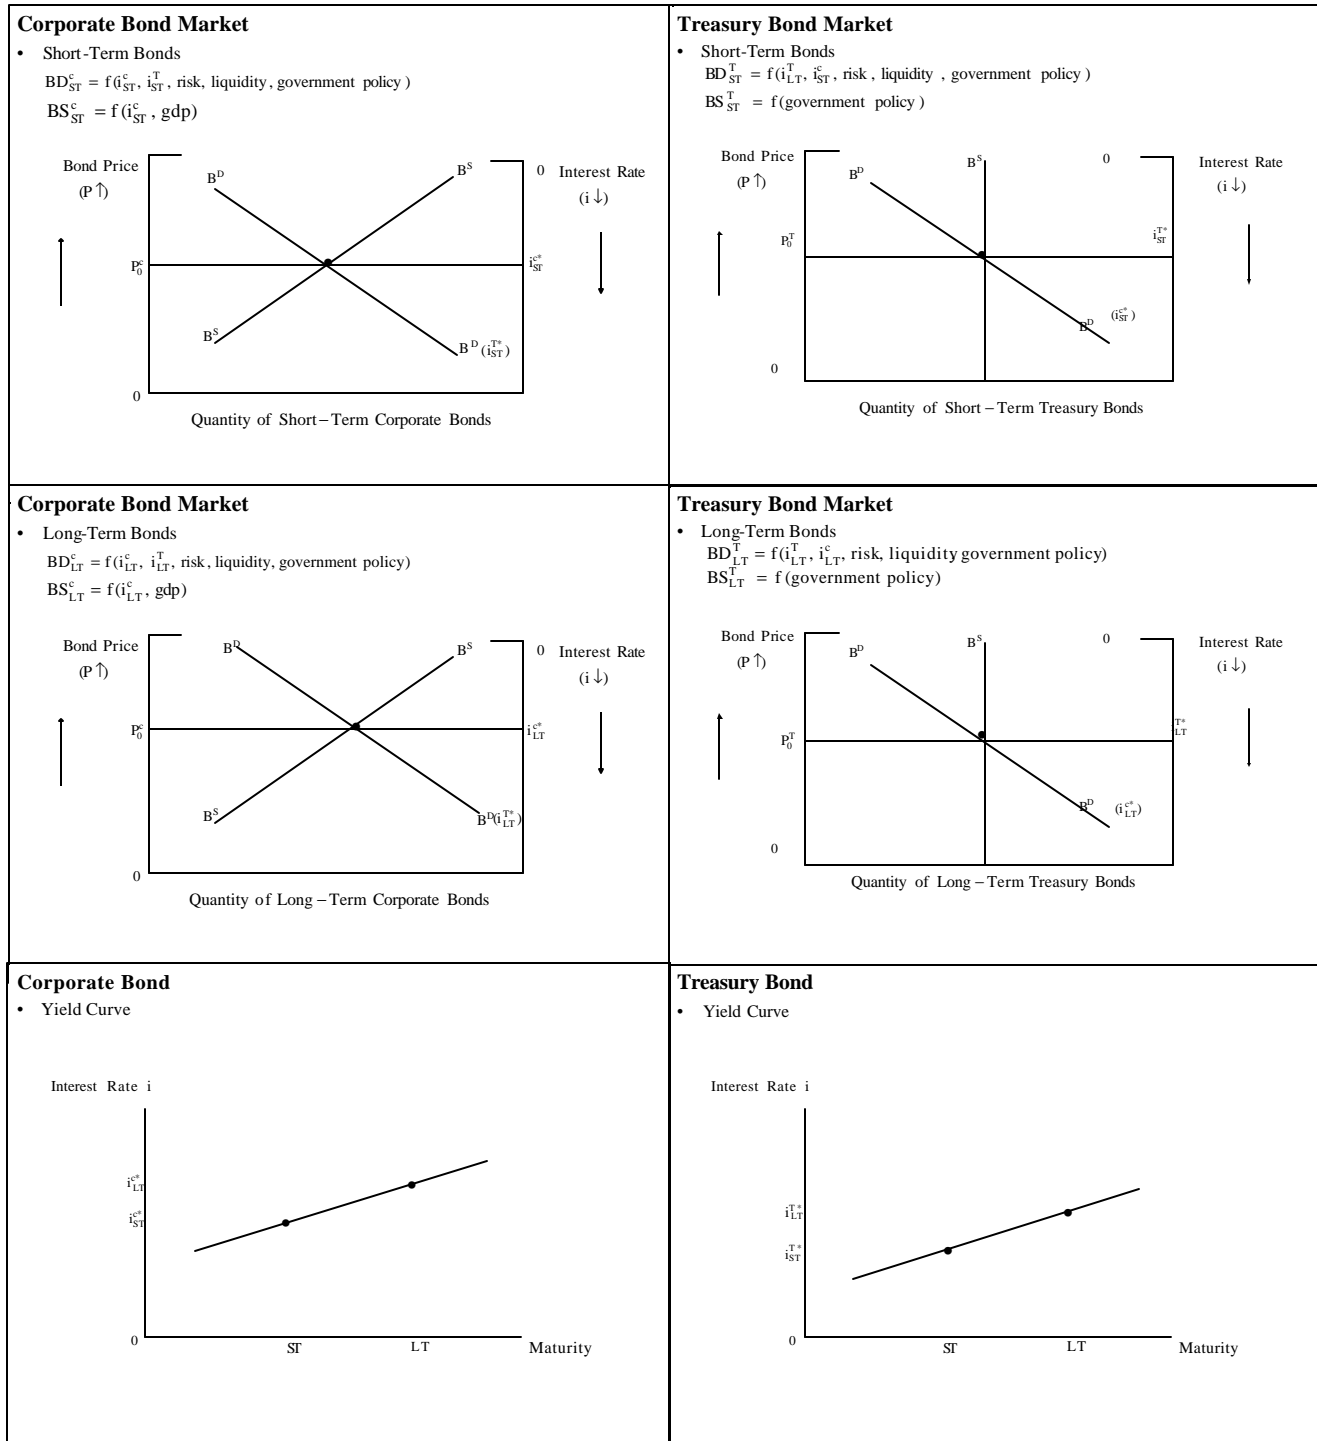 Corporate Bond Market
• Short-Term Bonds
BD^c_ST = f(i^c_ST, i^T_ST, risk, liquidity, government policy)
BS^c_ST = f(i^c_ST, gdp)
Bond Price
(P↑)
B^D
B^S
0 Interest Rate
(i↓)
P^c_0
i^c*_ST
B^S
B^D(i^T*_ST)
0
Quantity of Short–Term Corporate Bonds
Treasury Bond Market
• Short-Term Bonds
BD^T_ST = f(i^T_LT, i^c_ST, risk, liquidity, government policy)
BS^T_ST = f(government policy)
Bond Price
(P↑)
B^D
B^S
0
Interest Rate
(i↓)
P^T_0
i^T*_ST
B^D (i^c*_ST)
0
Quantity of Short–Term Treasury Bonds
Corporate Bond Market
• Long-Term Bonds
BD^c_LT = f(i^c_LT, i^T_LT, risk, liquidity, government policy)
BS^c_LT = f(i^c_LT, gdp)
Bond Price
(P↑)
B^D
B^S
0 Interest Rate
(i↓)
P^c_0
i^c*_LT
B^S
B^D(i^T*_LT)
0
Quantity of Long–Term Corporate Bonds
Treasury Bond Market
• Long-Term Bonds
BD^T_LT = f(i^T_LT, i^c_LT, risk, liquidity government policy)
BS^T_LT = f(government policy)
Bond Price
(P↑)
B^D
B^S
0
Interest Rate
(i↓)
P^T_0
^T*_LT
B^D (i^c*_LT)
0
Quantity of Long–Term Treasury Bonds
Corporate Bond
• Yield Curve
Interest Rate i
i^c*_LT
i^c*_ST
0
ST
LT
Maturity
Treasury Bond
• Yield Curve
Interest Rate i
i^T*_LT
i^T*_ST
0
ST
LT
Maturity